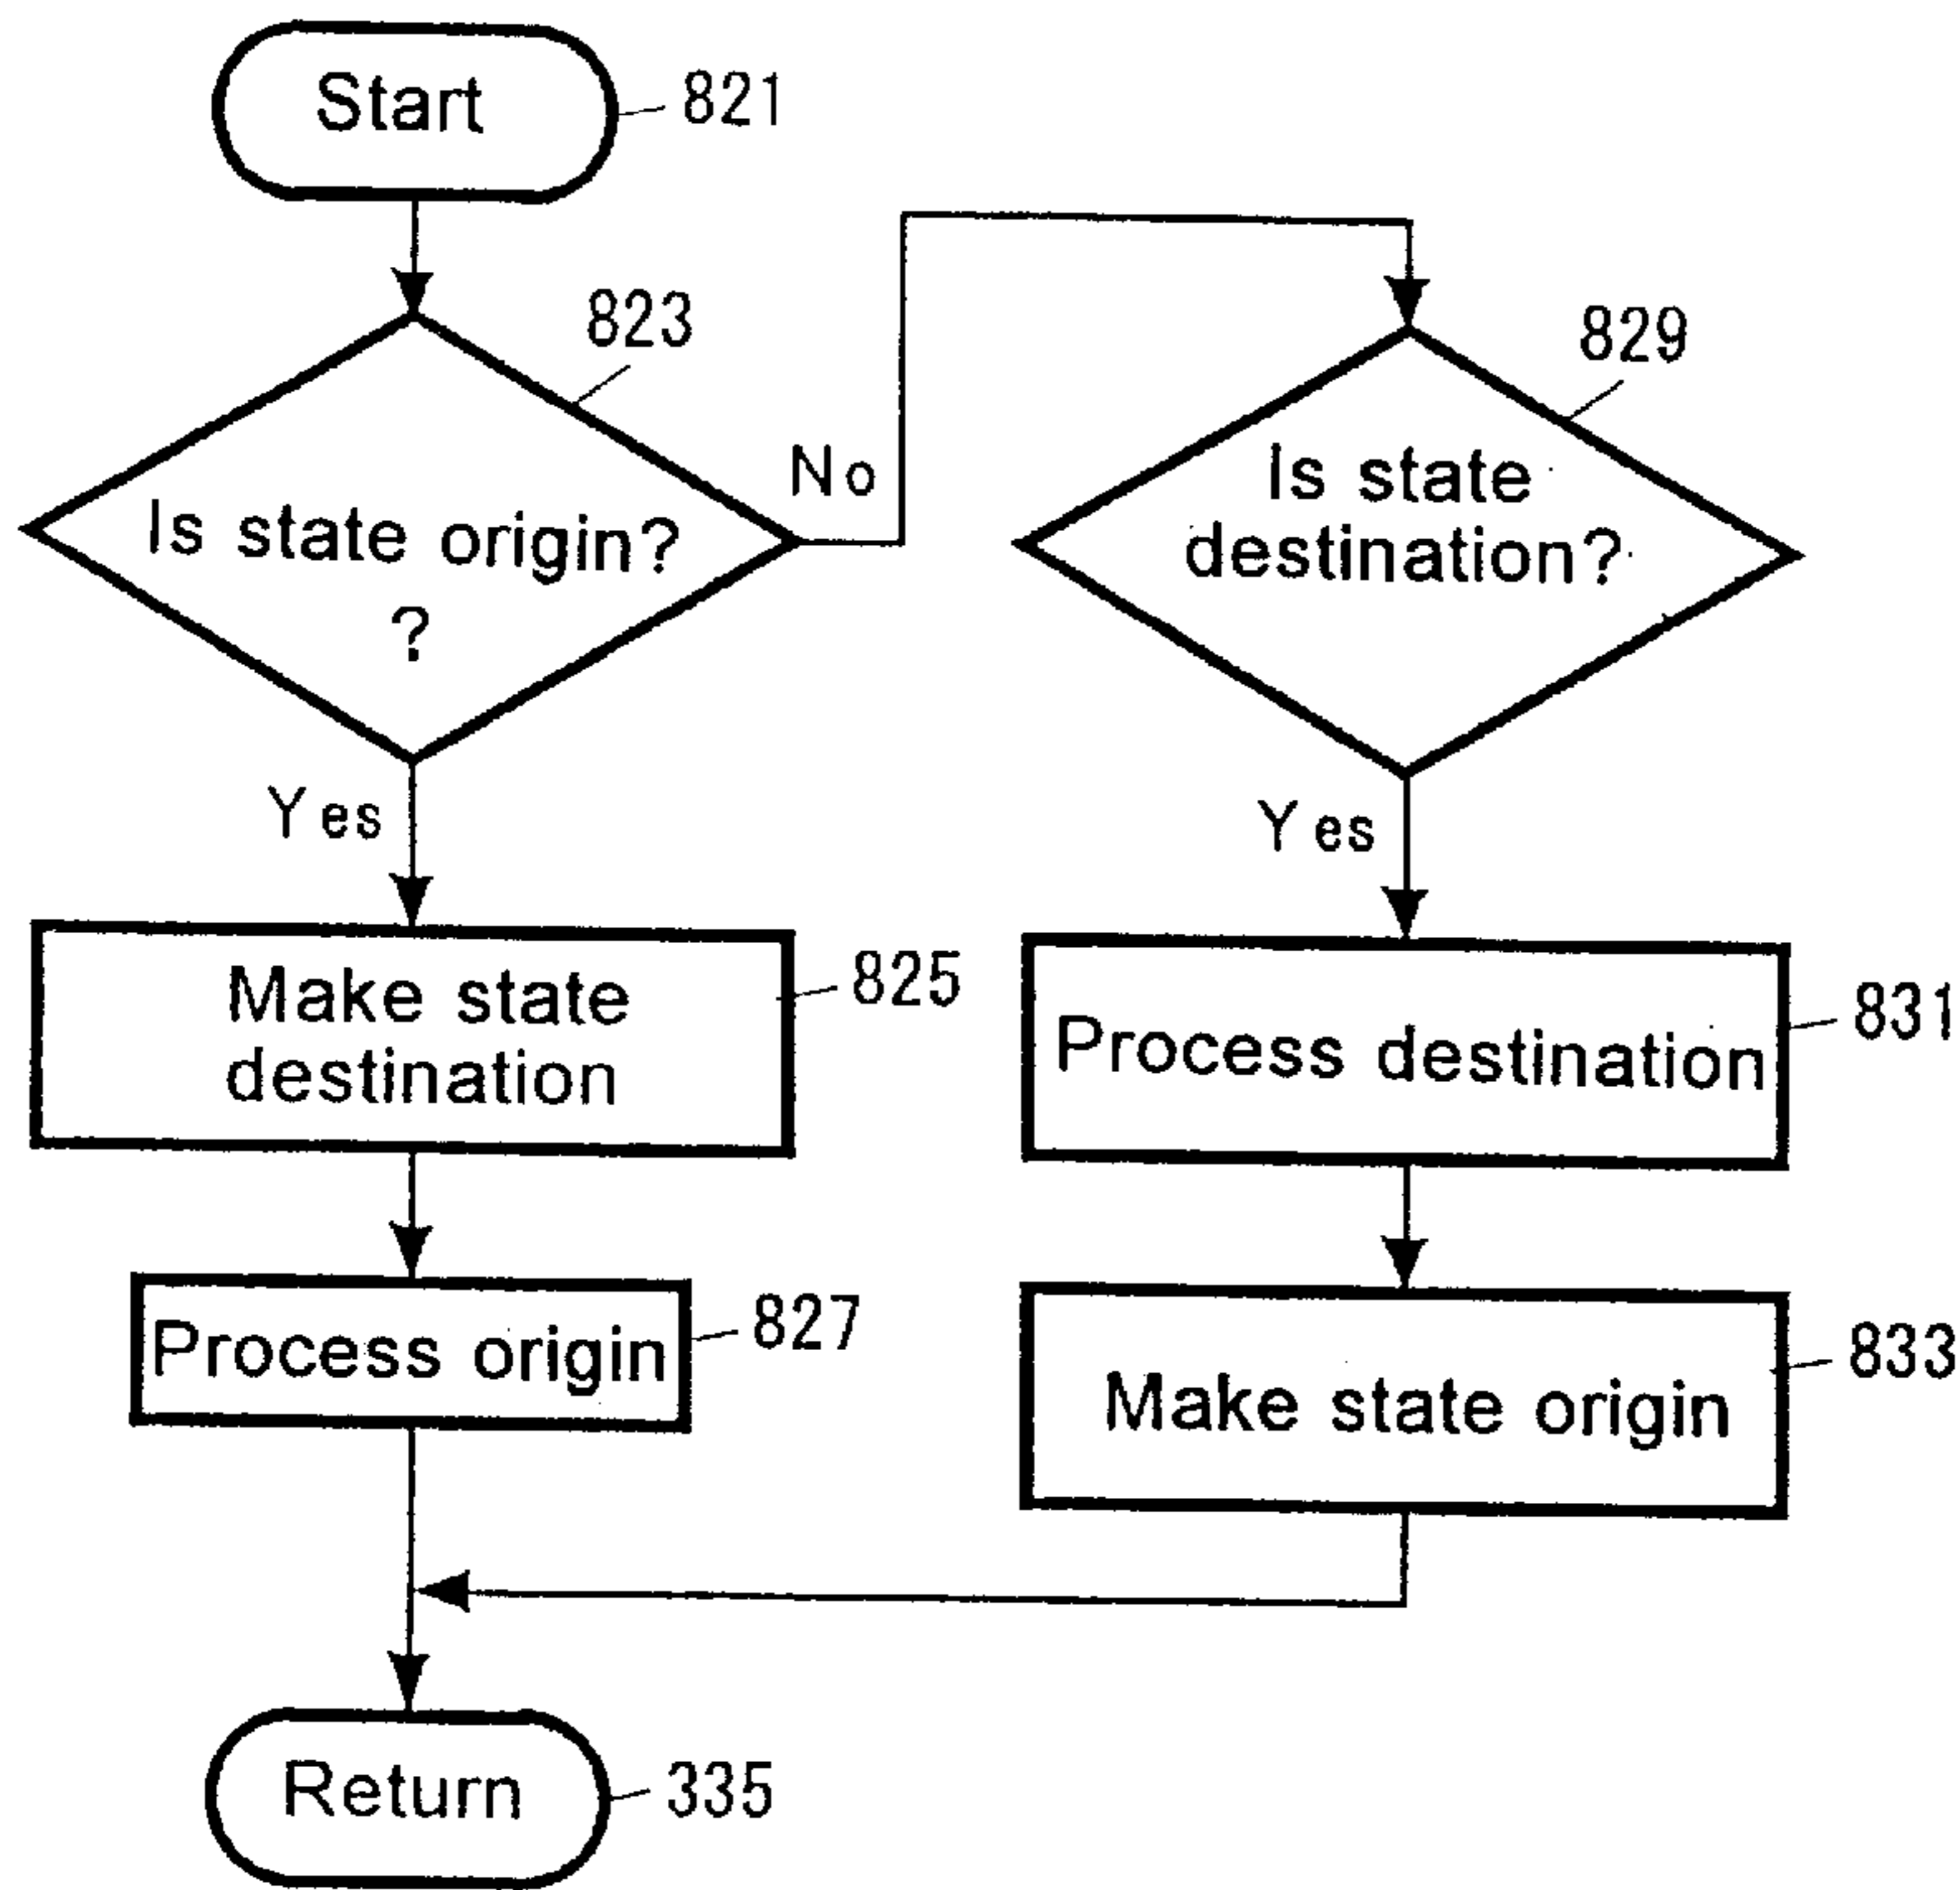 Start
821
823
Is state origin?
?
No
829
Is state
destination?
Yes
Yes
Make state
destination
825
Process destination
831
Process origin
827
Make state origin
833
Return
335